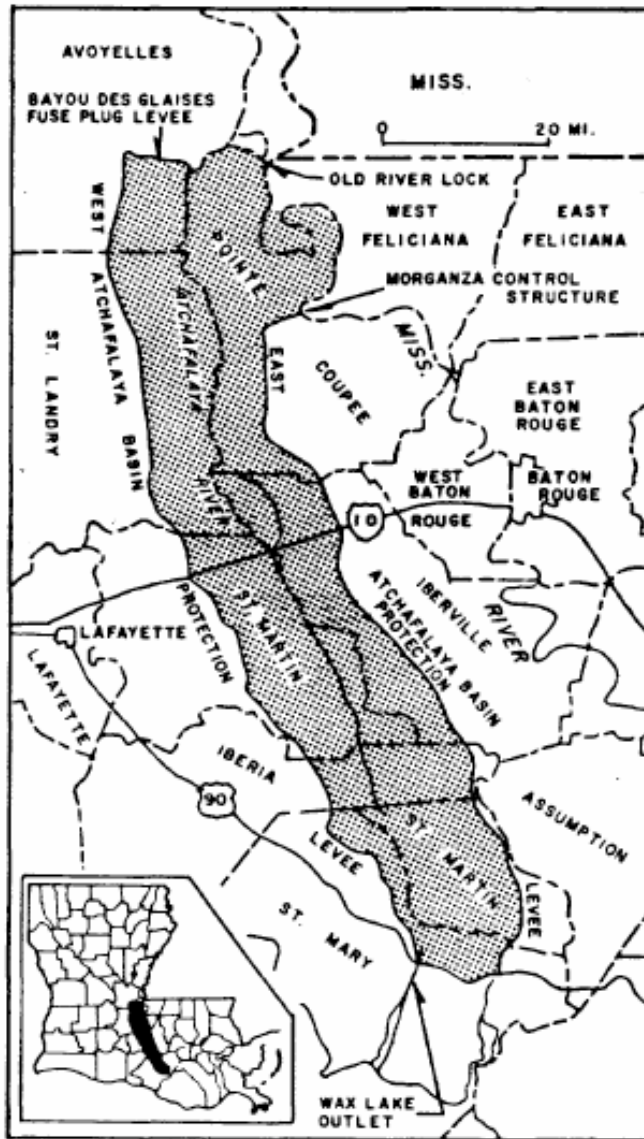 AVOYELLES
MISS.
BAYOU DES GLAISES
FUSE PLUG LEVEE
0 20 MI.
OLD RIVER LOCK
WEST
FELICIANA
EAST
FELICIANA
POINTE
MORGANZA CONTROL
STRUCTURE
WEST ATCHAFALAYA BASIN
PROTECTION
LEVEE
ATCHAFALAYA
RIVER
ST. LANDRY
EAST
ATCHAFALAYA BASIN
PROTECTION
LEVEE
COUPEE
MISS.
RIVER
EAST
BATON
ROUGE
WEST
BATON
ROUGE
BATON
ROUGE
10
IBERVILLE
ST. MARTIN
LAFAYETTE
LAFAYETTE
IBERIA
90
ASSUMPTION
ST. MARTIN
ST. MARY
WAX LAKE
OUTLET